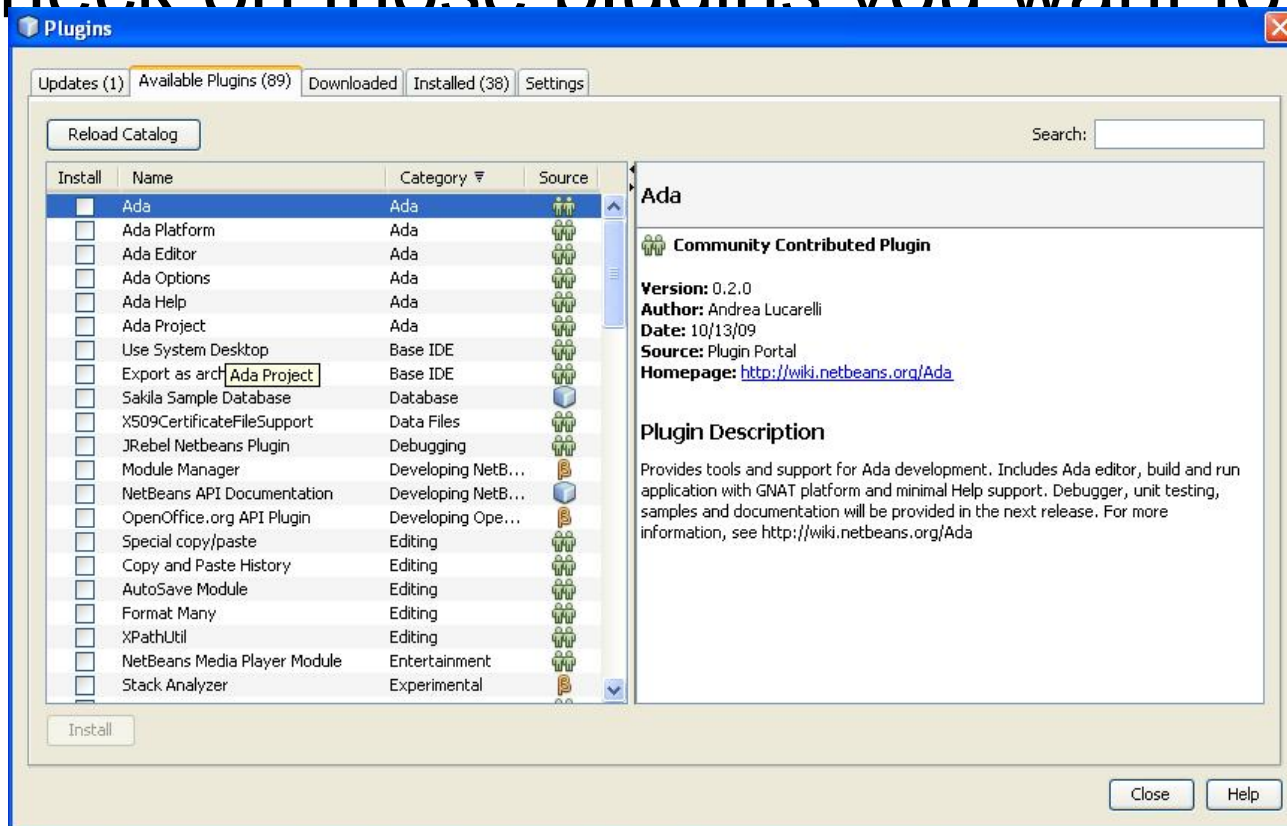 heck on those plugins you want to
Plugins
Updates (1) Available Plugins (89) Downloaded Installed (38) Settings
Reload Catalog Search:
Install Name Category Source
Ada Ada
Ada Platform Ada
Ada Editor Ada
Ada Options Ada
Ada Help Ada
Ada Project Ada
Use System Desktop Base IDE
Export as arch Base IDE
Ada Project
Sakila Sample Database Database
X509CertificateFileSupport Data Files
JRebel Netbeans Plugin Debugging
Module Manager Developing NetB...
NetBeans API Documentation Developing NetB...
OpenOffice.org API Plugin Developing Ope...
Special copy/paste Editing
Copy and Paste History Editing
AutoSave Module Editing
Format Many Editing
XPathUtil Editing
NetBeans Media Player Module Entertainment
Stack Analyzer Experimental
Ada
Community Contributed Plugin
Version: 0.2.0
Author: Andrea Lucarelli
Date: 10/13/09
Source: Plugin Portal
Homepage: http://wiki.netbeans.org/Ada
Plugin Description
Provides tools and support for Ada development. Includes Ada editor, build and run
application with GNAT platform and minimal Help support. Debugger, unit testing,
samples and documentation will be provided in the next release. For more
information, see http://wiki.netbeans.org/Ada
Install
Close Help